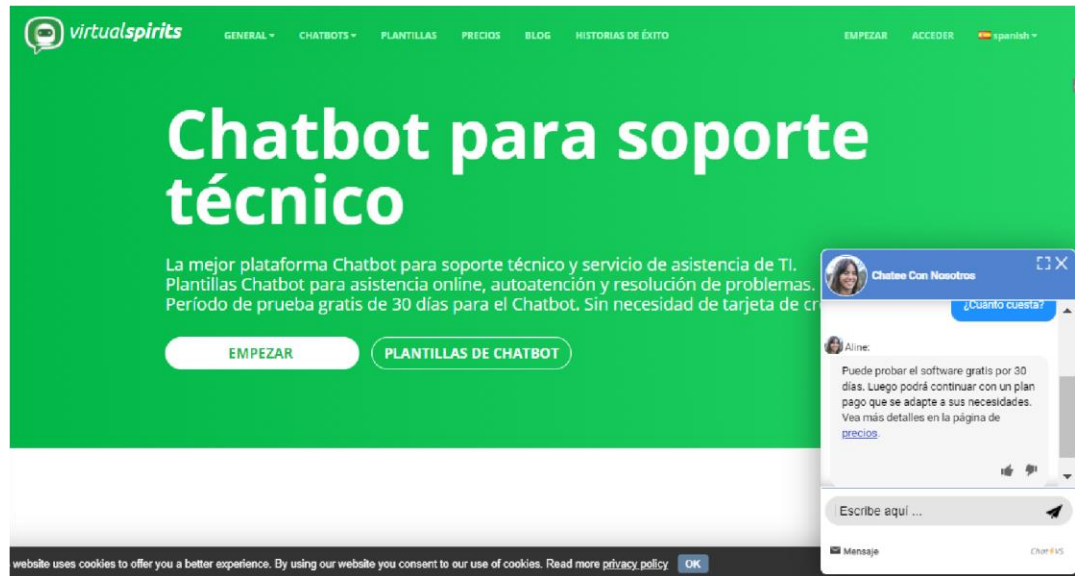 virtualspirits
GENERAL CHATBOTS PLANTILLAS PRECIOS BLOG HISTORIAS DE ÉXITO EMPEZAR ACCEDER spanish
Chatbot para soporte
técnico
La mejor plataforma Chatbot para soporte técnico y servicio de asistencia de TI.
Plantillas Chatbot para asistencia online, autoatención y resolución de problemas.
Período de prueba gratis de 30 días para el Chatbot. Sin necesidad de tarjeta de cr
EMPEZAR PLANTILLAS DE CHATBOT
Chatee Con Nosotros
¿Cuánto cuesta?
Aline:
Puede probar el software gratis por 30
días. Luego podrá continuar con un plan
pago que se adapte a sus necesidades.
Vea más detalles en la página de
precios.
Escribe aquí ...
Mensaje
website uses cookies to offer you a better experience. By using our website you consent to our use of cookies. Read more privacy policy OK